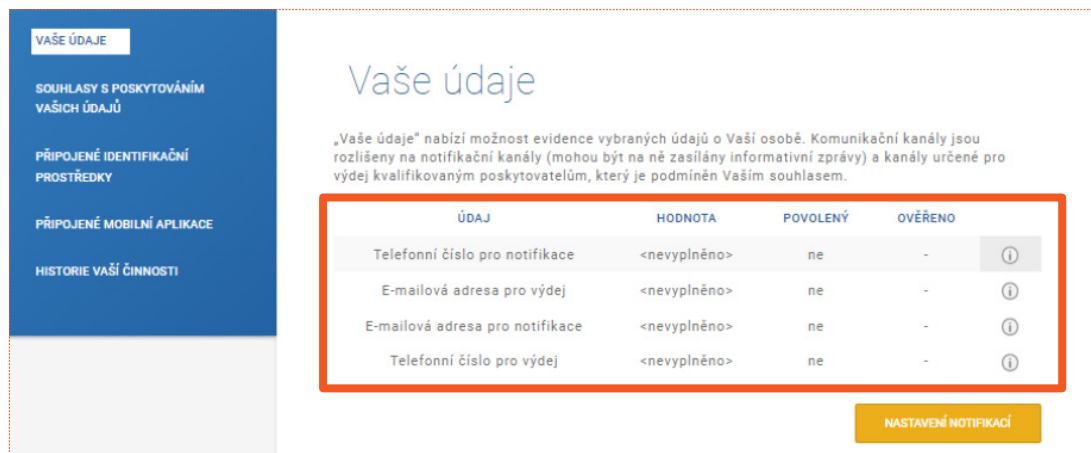 VAŠE ÚDAJE
SOUHLASY S POSKYTOVÁNÍM
VAŠICH ÚDAJŮ
PŘIPOJENÉ IDENTIFIKAČNÍ
PROSTŘEDKY
PŘIPOJENÉ MOBILNÍ APLIKACE
HISTORIE VAŠÍ ČINNOSTI
Vaše údaje
„Vaše údaje" nabízí možnost evidence vybraných údajů o Vaší osobě. Komunikační kanály jsou
rozlišeny na notifikační kanály (mohou být na ně zasílány informativní zprávy) a kanály určené pro
výdej kvalifikovaným poskytovatelům, který je podmíněn Vaším souhlasem.
ÚDAJ HODNOTA POVOLENÝ OVĚŘENO
Telefonní číslo pro notifikace <nevyplněno> ne -
E-mailová adresa pro výdej <nevyplněno> ne -
E-mailová adresa pro notifikace <nevyplněno> ne -
Telefonní číslo pro výdej <nevyplněno> ne -
NASTAVENÍ NOTIFIKACÍ